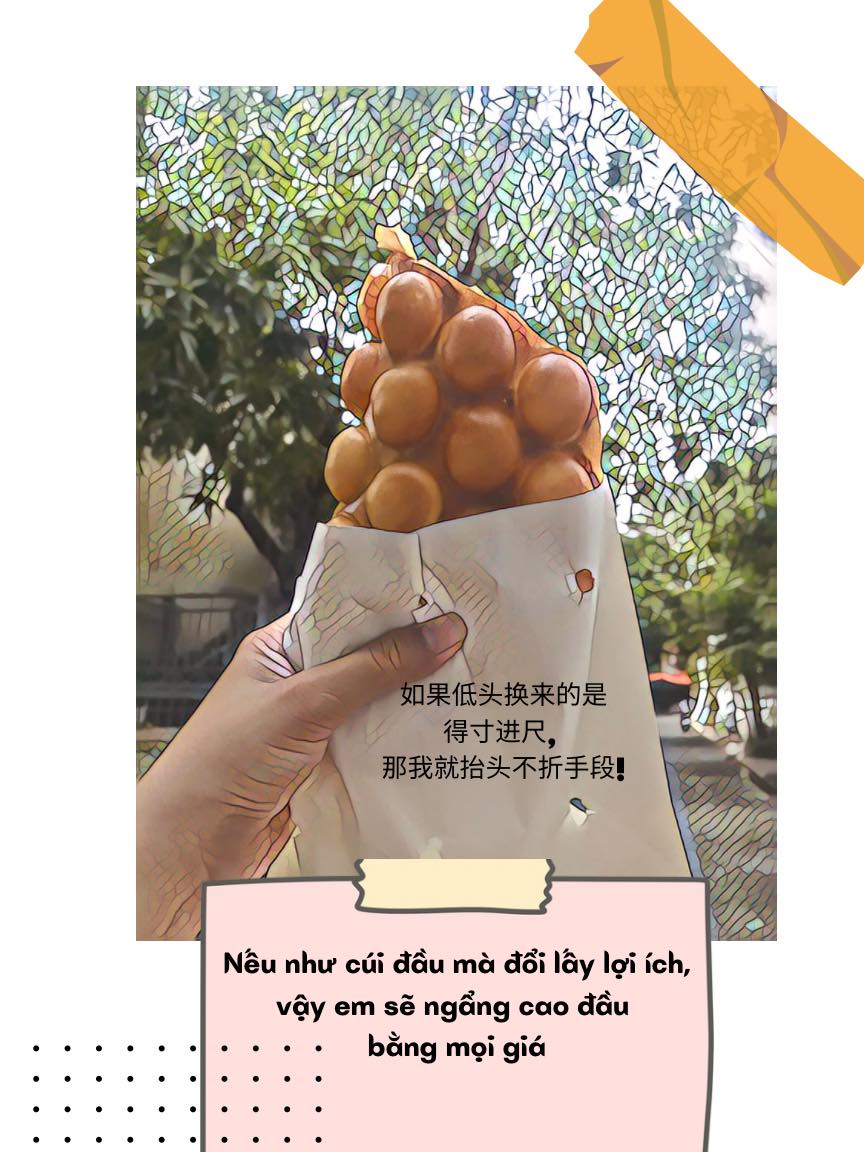 如果低头换来的是
得寸进尺,
那我就抬头不折手段!
Nếu như cúi đầu mà đổi lấy lợi ích,
vậy em sẽ ngẩng cao đầu
bằng mọi giá